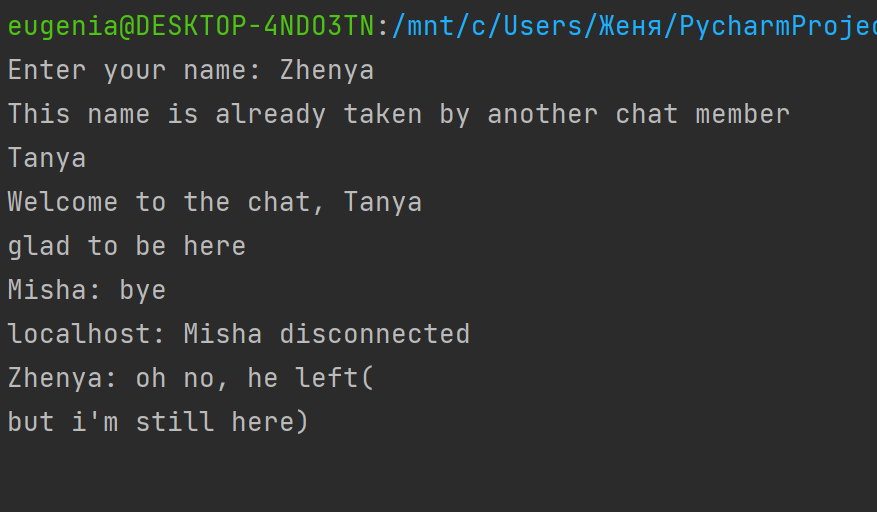 eugenia@DESKTOP-4NDO3TN:/mnt/c/Users/Женя/PycharmProjec
Enter your name: Zhenya
This name is already taken by another chat member
Tanya
Welcome to the chat, Tanya
glad to be here
Misha: bye
localhost: Misha disconnected
Zhenya: oh no, he left(
but i'm still here)